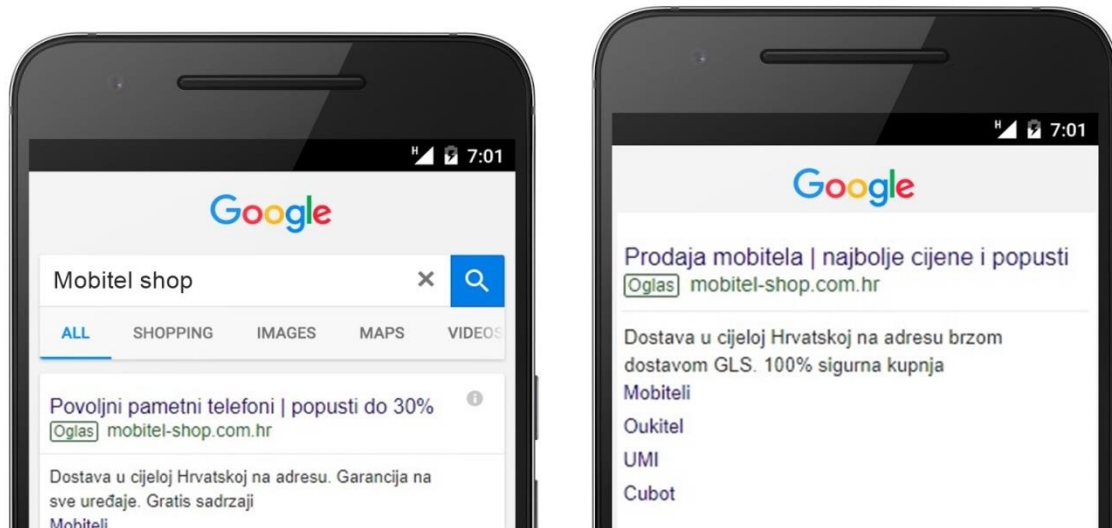 H 7:01
Google
Mobitel shop
ALL SHOPPING IMAGES MAPS VIDEOS
Povoljni pametni telefoni | popusti do 30%
Oglas mobitel-shop.com.hr
Dostava u cijeloj Hrvatskoj na adresu. Garancija na
sve uređaje. Gratis sadrzaji
Mobiteli
H 7:01
Google
Prodaja mobitela | najbolje cijene i popusti
Oglas mobitel-shop.com.hr
Dostava u cijeloj Hrvatskoj na adresu brzom
dostavom GLS. 100% sigurna kupnja
Mobiteli
Oukitel
UMI
Cubot